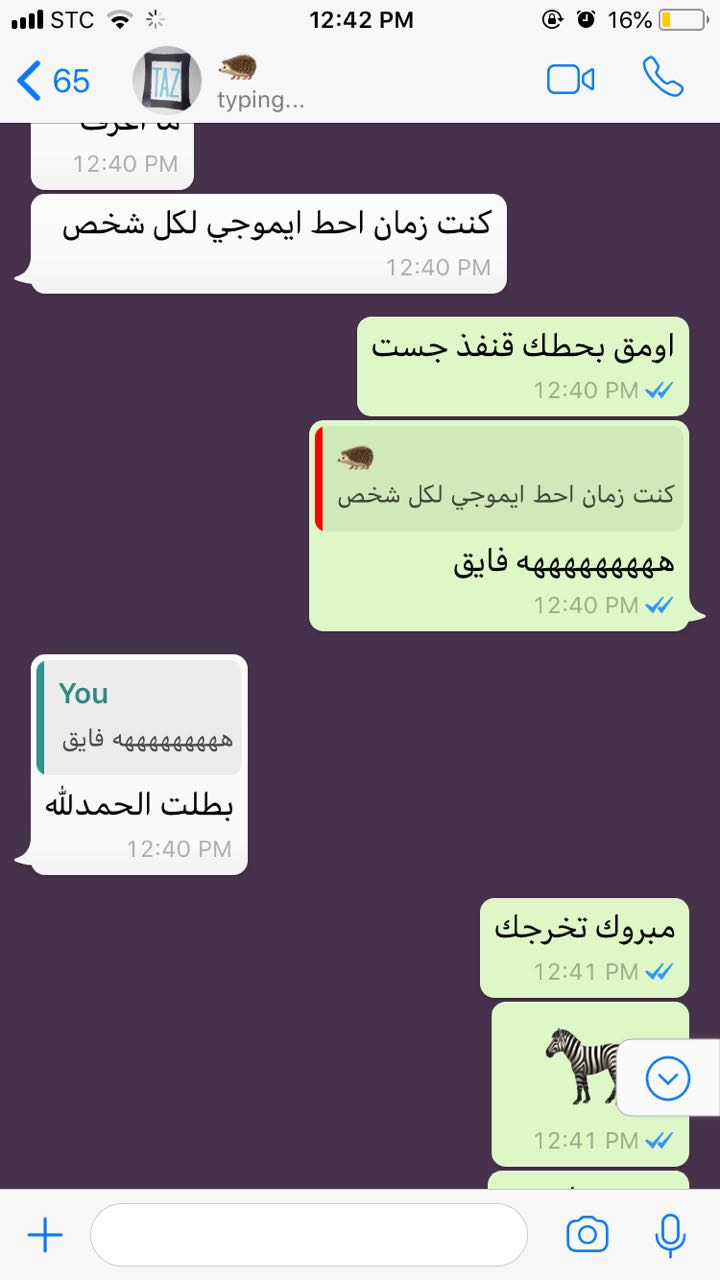 STC 12:42 PM 16%
65 TAZ 🦔
typing...
12:40 PM
كنت زمان احط ايموجي لكل شخص
12:40 PM
اومق بحطك قنفذ جست
12:40 PM
🦔
كنت زمان احط ايموجي لكل شخص
هههههههههه فايق
12:40 PM
You
هههههههههه فايق
بطلت الحمدلله
12:40 PM
مبروك تخرجك
12:41 PM
🦓
12:41 PM